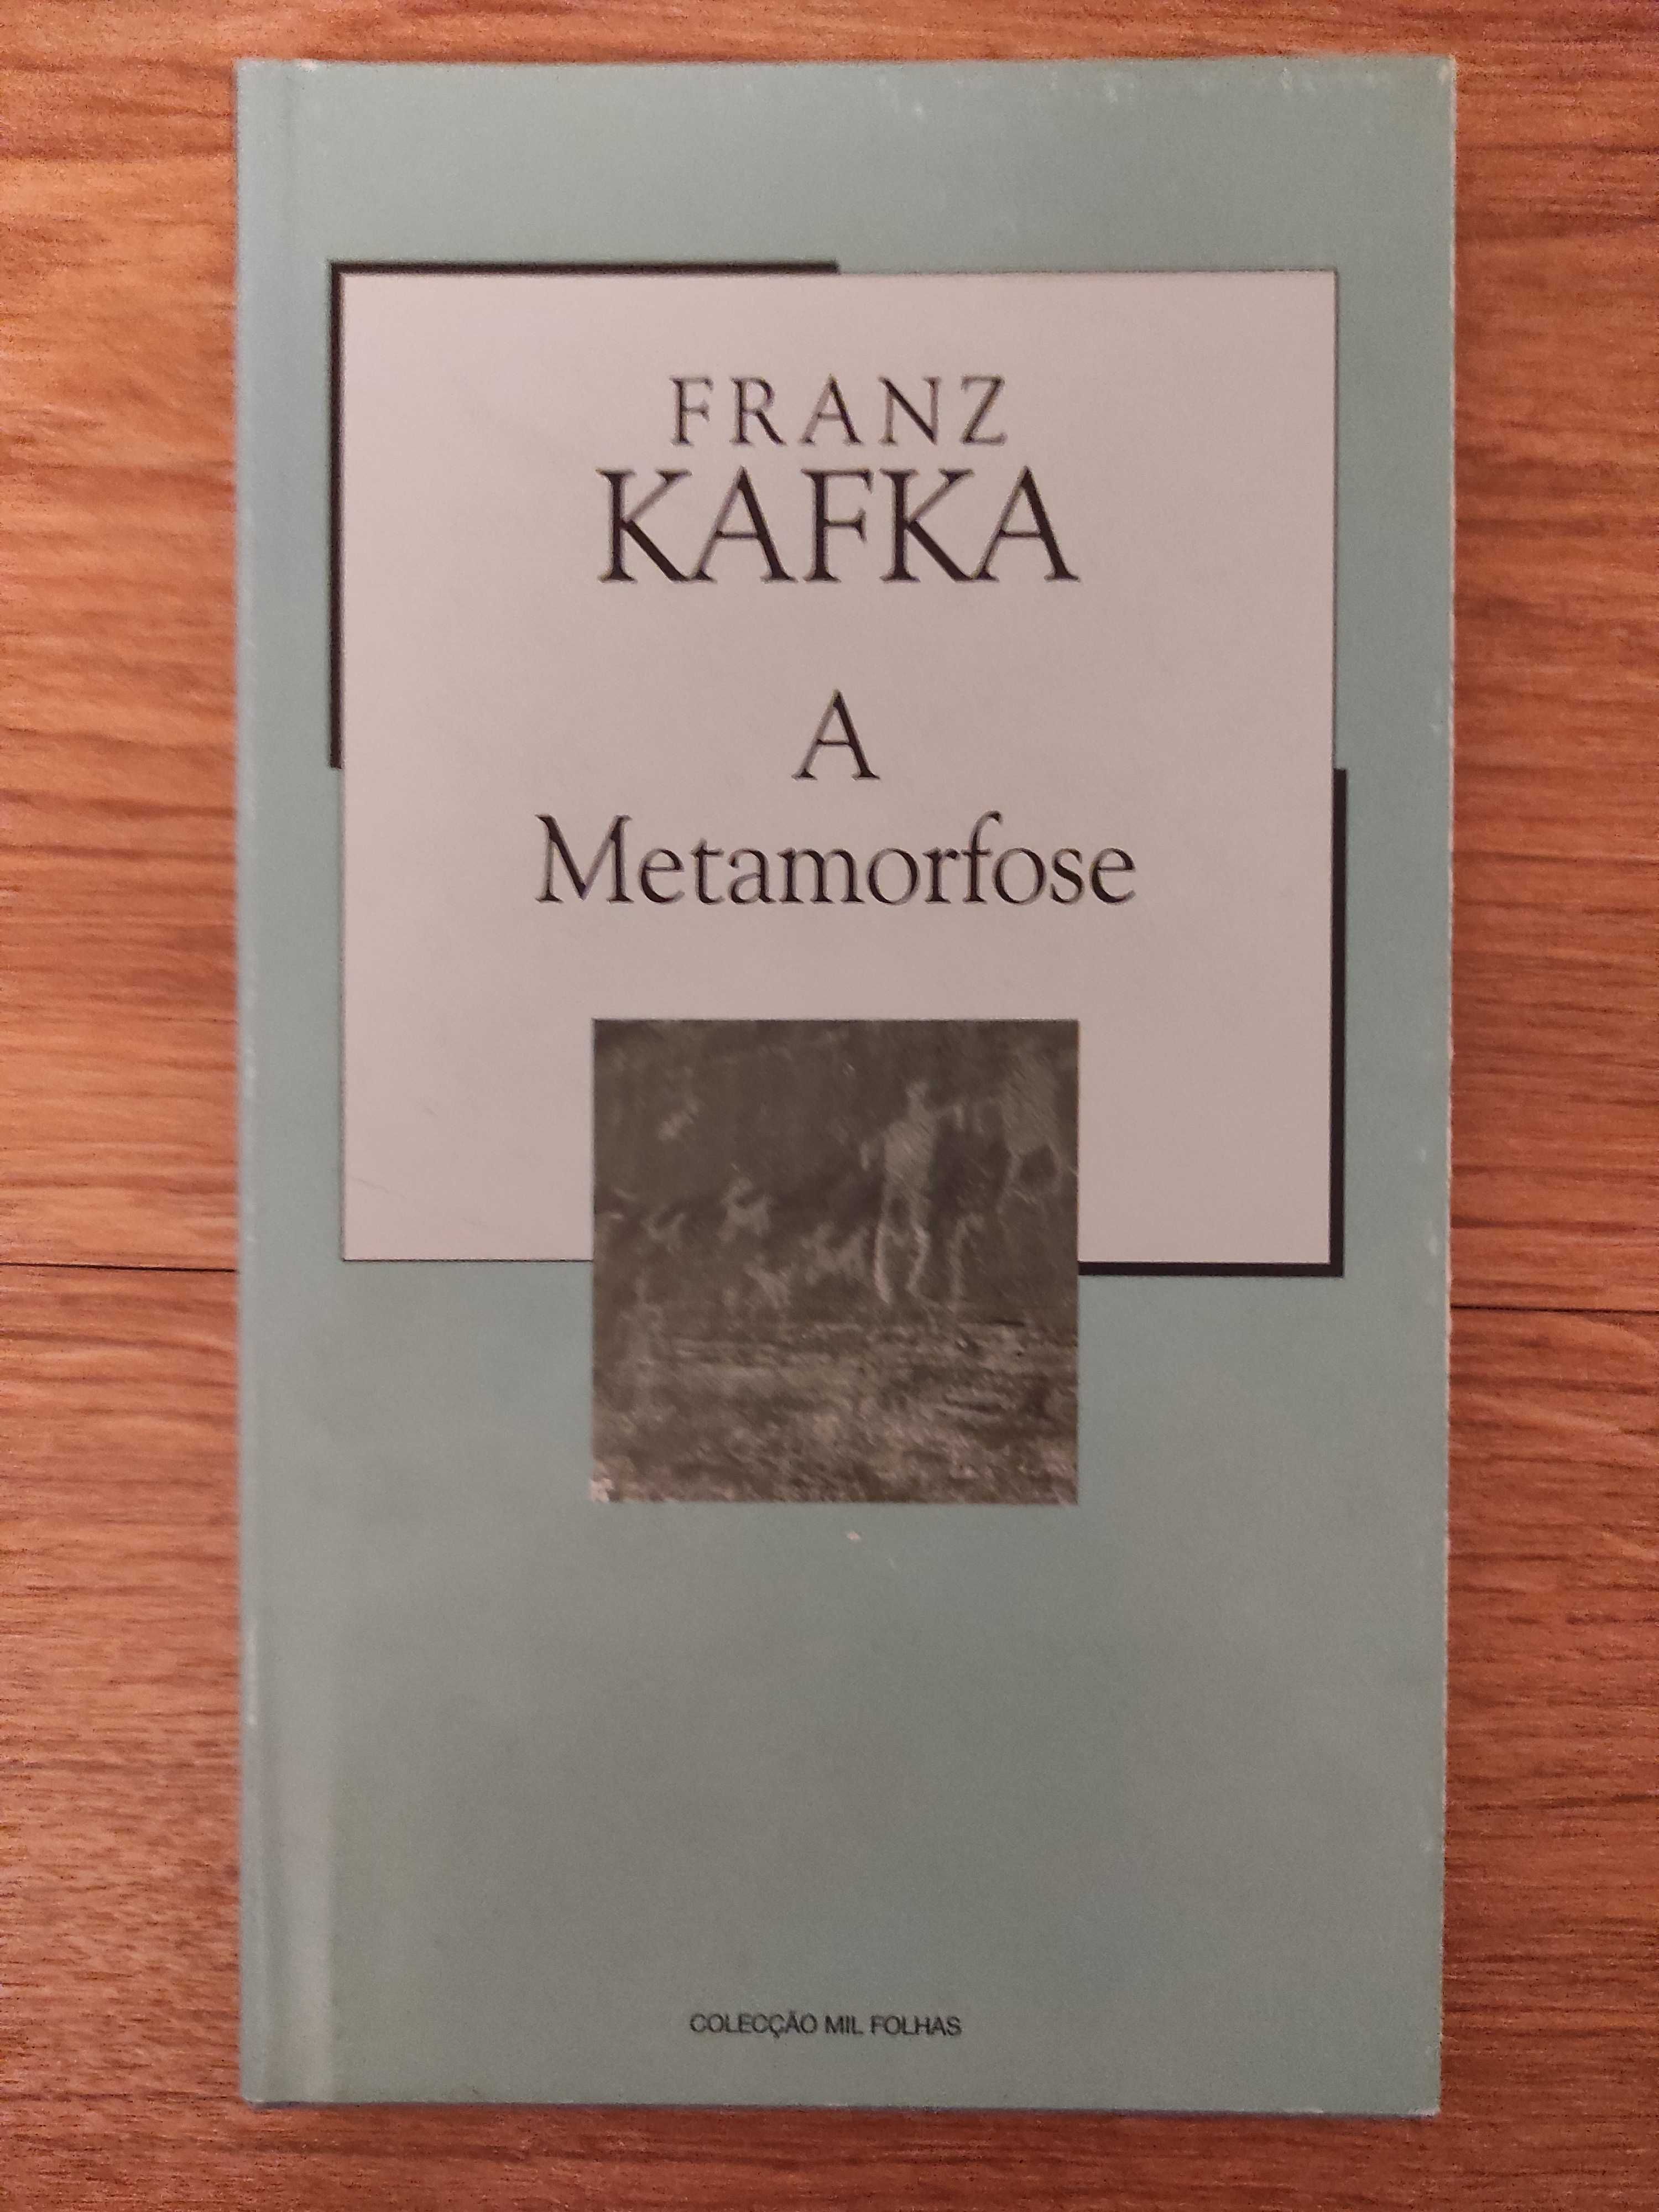 FRANZ
KAFKA
A
Metamorfose
COLECÇÃO MIL FOLHAS